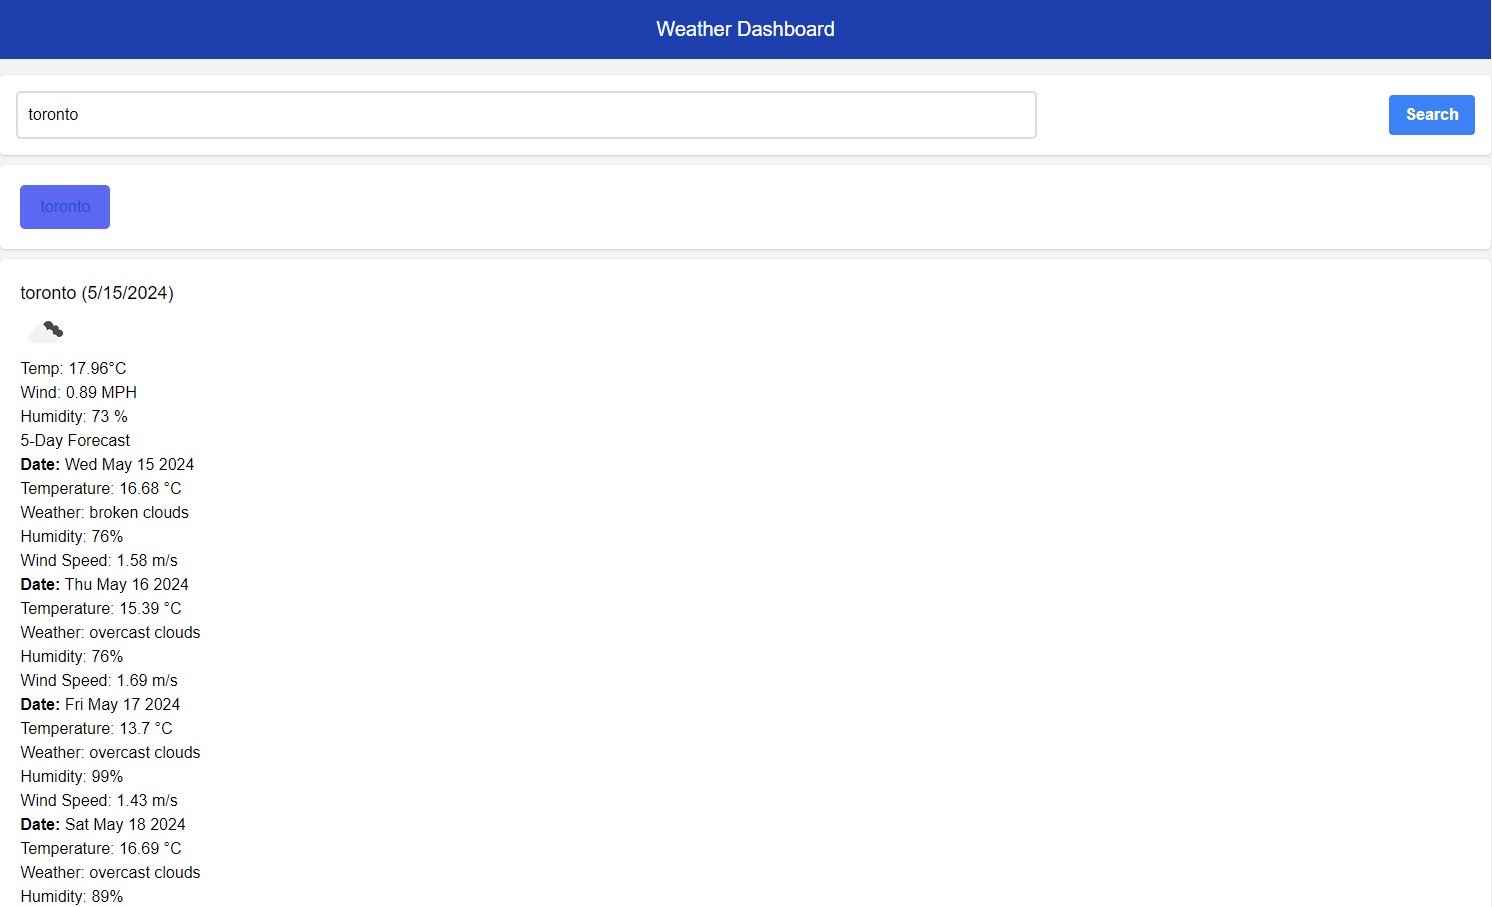 Weather Dashboard
toronto
Search
toronto
toronto (5/15/2024)
Temp: 17.96°C
Wind: 0.89 MPH
Humidity: 73 %
5-Day Forecast
Date: Wed May 15 2024
Temperature: 16.68 °C
Weather: broken clouds
Humidity: 76%
Wind Speed: 1.58 m/s
Date: Thu May 16 2024
Temperature: 15.39 °C
Weather: overcast clouds
Humidity: 76%
Wind Speed: 1.69 m/s
Date: Fri May 17 2024
Temperature: 13.7 °C
Weather: overcast clouds
Humidity: 99%
Wind Speed: 1.43 m/s
Date: Sat May 18 2024
Temperature: 16.69 °C
Weather: overcast clouds
Humidity: 89%